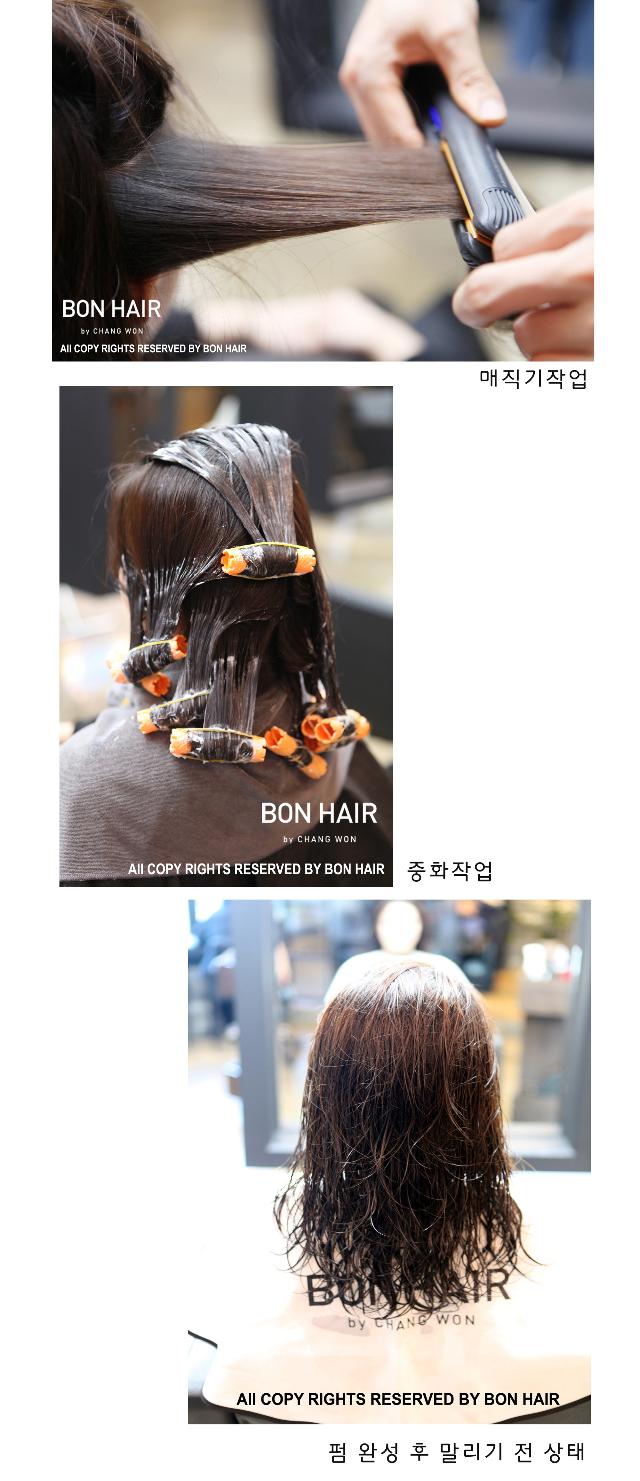 BON HAIR
by CHANG WON
All COPY RIGHTS RESERVED BY BON HAIR
매직기작업
BON HAIR
by CHANG WON
All COPY RIGHTS RESERVED BY BON HAIR
중화작업
BON HAIR
by CHANG WON
All COPY RIGHTS RESERVED BY BON HAIR
펌 완성 후 말리기 전 상태